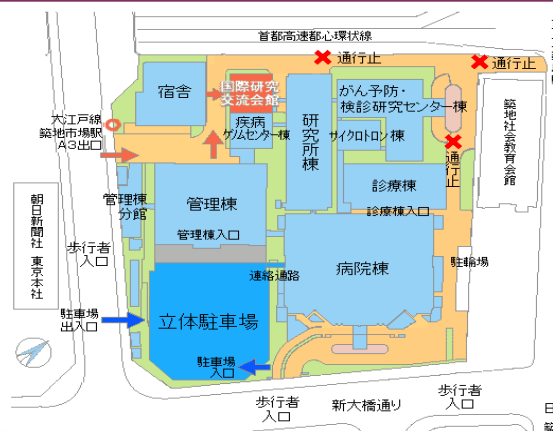 首都高速都心環状線
通行止
通行止
宿舎
国際研究
交流会館
がん予防・
検診研究センター棟
研究所棟
疾病
ゲノムセンター棟
サイクロトロン棟
築地社会教育会館
大江戸線
築地市場駅
A3出口
通行止
診療棟
診療棟入口
管理棟
分館
管理棟
管理棟入口
朝日新聞社 東京本社
歩行者
入口
病院棟
連絡通路
駐輪場
駐車場
出入口
立体駐車場
駐車場
入口
歩行者
入口
新大橋通り
歩行者
入口